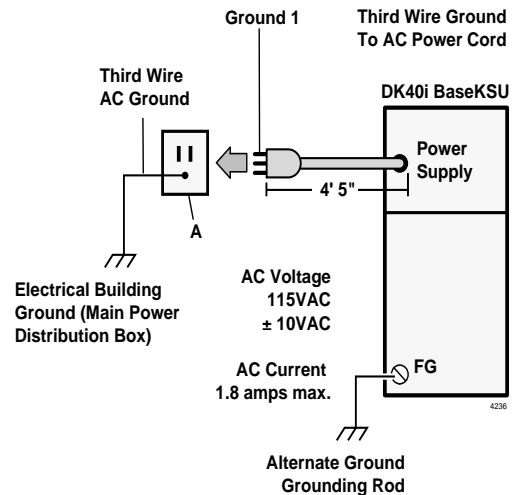 Ground 1
Third Wire Ground
To AC Power Cord
Third Wire
AC Ground
DK40i BaseKSU
Power
Supply
4' 5"
A
Electrical Building
Ground (Main Power
Distribution Box)
AC Voltage
115VAC
± 10VAC
AC Current
1.8 amps max.
FG
4236
Alternate Ground
Grounding Rod